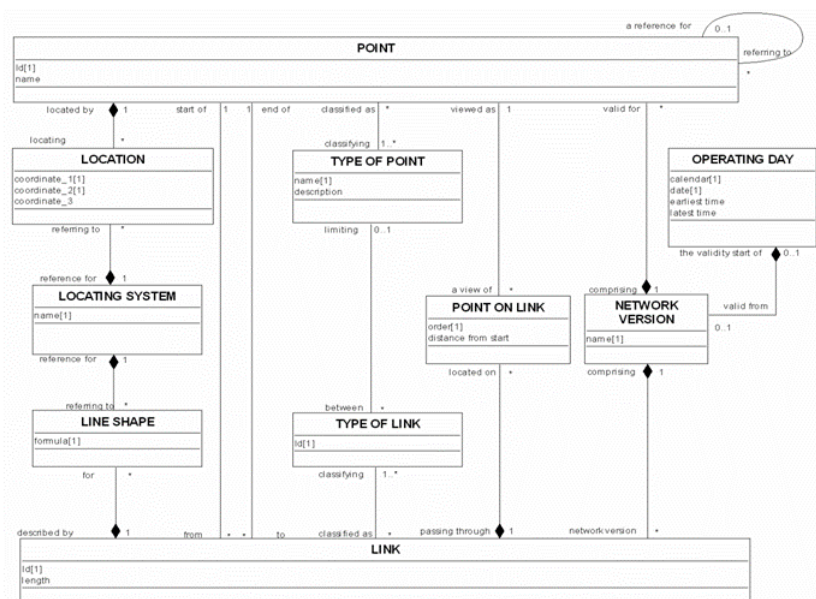 a reference for
0..1
POINT
referring to
Id[1]
name
*
located by
1
start of
1
1
end of
classified as
*
viewed as
1
valid for
*
locating
*
classifying
1..*
LOCATION
TYPE OF POINT
OPERATING DAY
coordinate_1[1]
coordinate_2[1]
coordinate_3
name[1]
description
calendar[1]
date[1]
earliest time
latest time
referring to
*
limiting
0..1
the validity start of
0..1
reference for
1
a view of
*
comprising
1
LOCATING SYSTEM
POINT ON LINK
NETWORK
VERSION
valid from
0..1
name[1]
order[1]
distance from start
name[1]
reference for
1
located on
*
comprising
1
referring to
*
between
*
LINE SHAPE
TYPE OF LINK
formula[1]
Id[1]
for
*
classifying
1..*
described by
1
from
*
*
to
classified as
*
passing through
1
network version
*
LINK
Id[1]
length